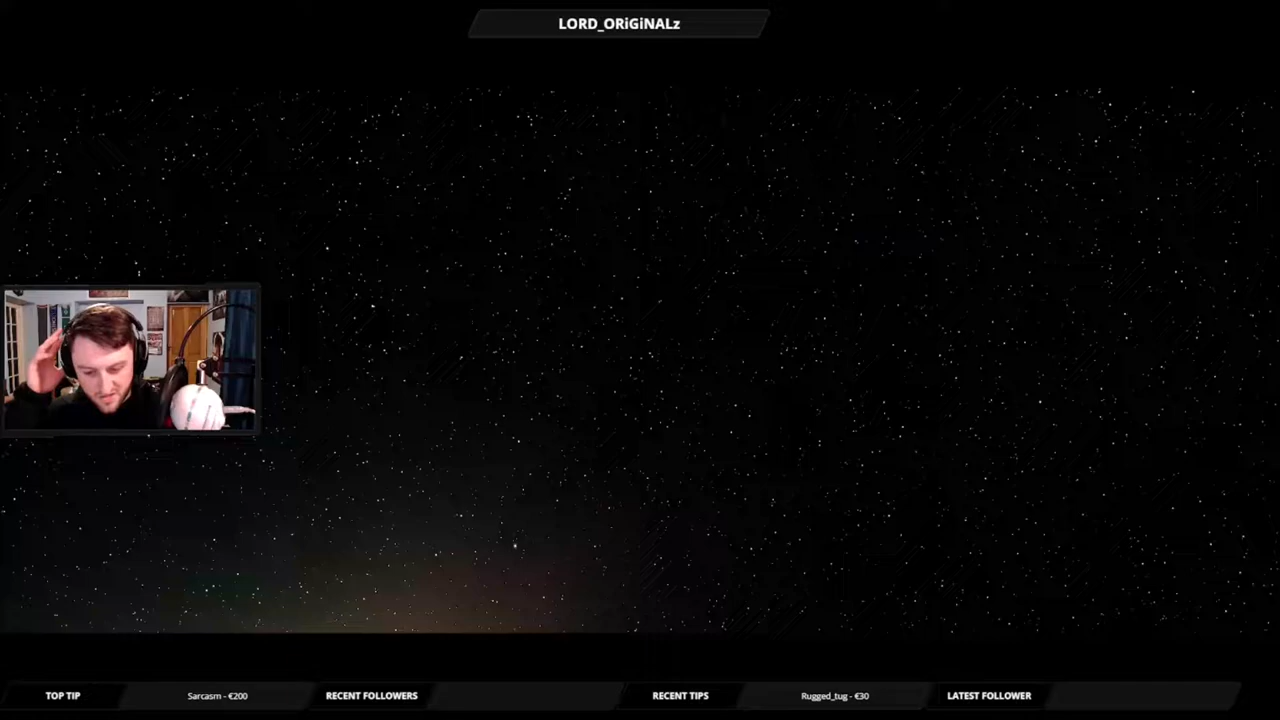 LORD_ORiGiNALz
TOP TIP
Sarcasm - €200
RECENT FOLLOWERS
RECENT TIPS
Rugged_tug - €30
LATEST FOLLOWER